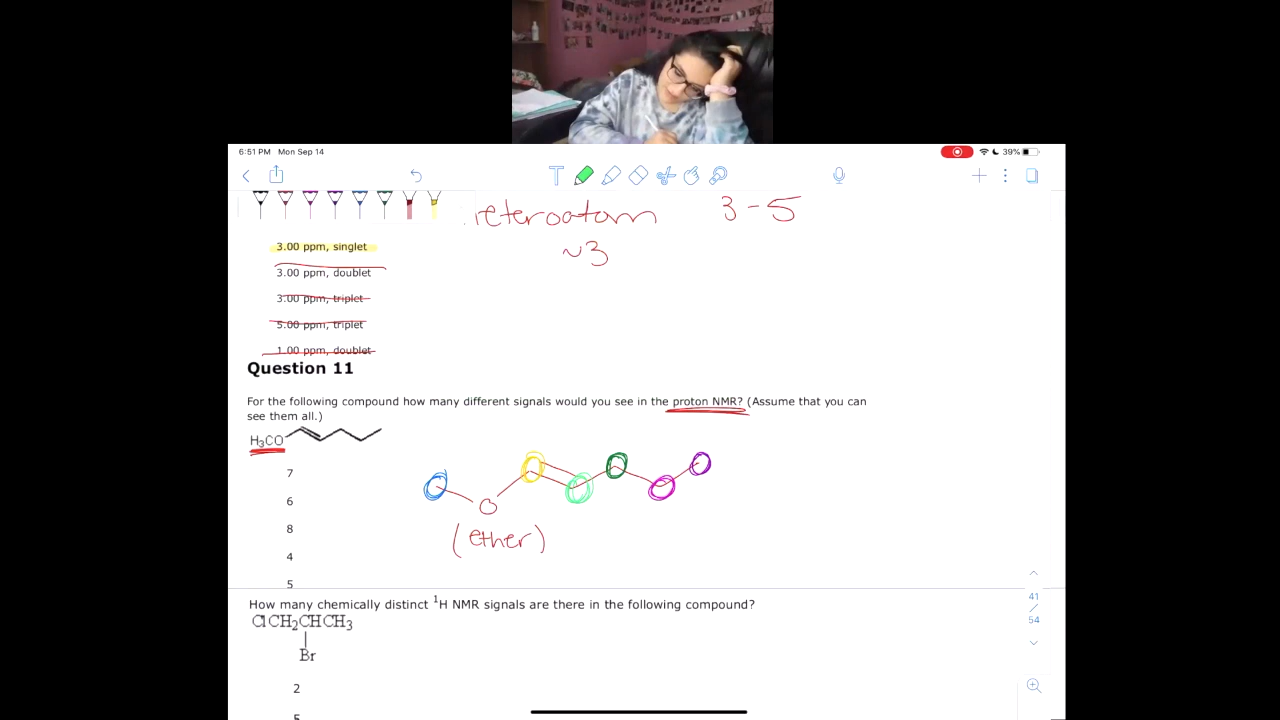 6:51 PM Mon Sep 14
39%
T
reteroatom 3-5
~3
3.00 ppm, singlet
3.00 ppm, doublet
3.00 ppm, triplet
5.00 ppm, triplet
1.00 ppm, doublet
Question 11
For the following compound how many different signals would you see in the proton NMR? (Assume that you can
see them all.)
H₃CO
7
6
8
4
5
O
(ether)
How many chemically distinct ¹H NMR signals are there in the following compound?
ClCH₂CHCH₃
Br
2
5
41
/
54